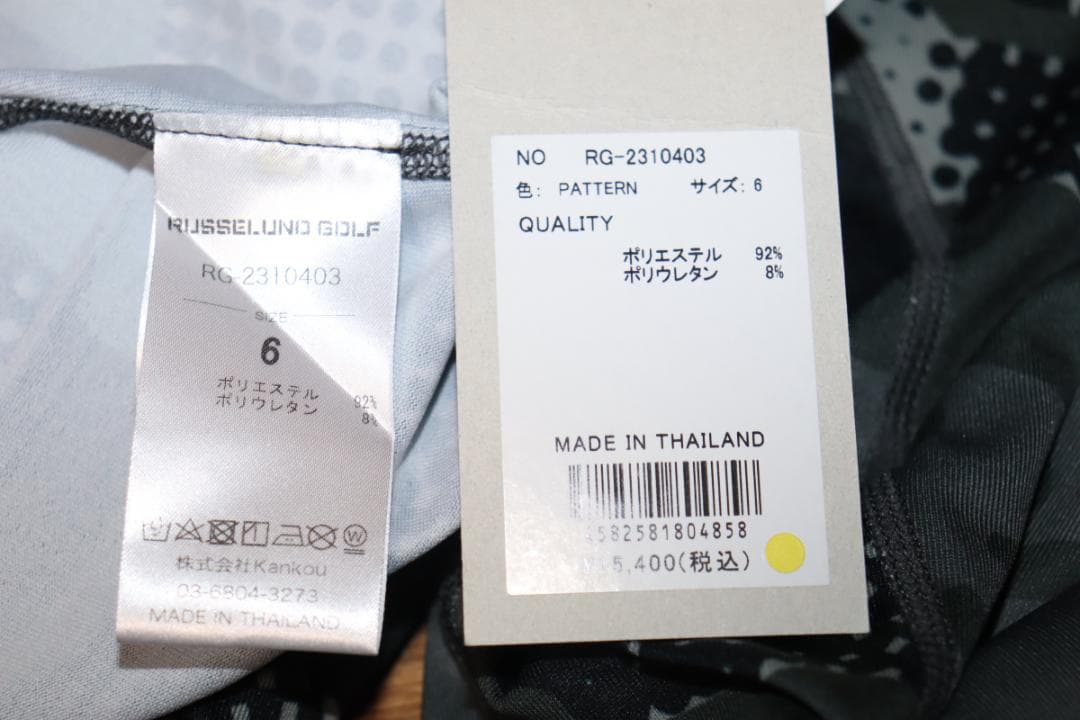 RUSSELUNO GOLF
RG-2310403
SIZE
6
ポリエステル 92%
ポリウレタン 8%
株式会社Kankou
03-6804-3273
MADE IN THAILAND
NO RG-2310403
色: PATTERN サイズ: 6
QUALITY
ポリエステル 92%
ポリウレタン 8%
MADE IN THAILAND
4582581804858
5,400(税込)